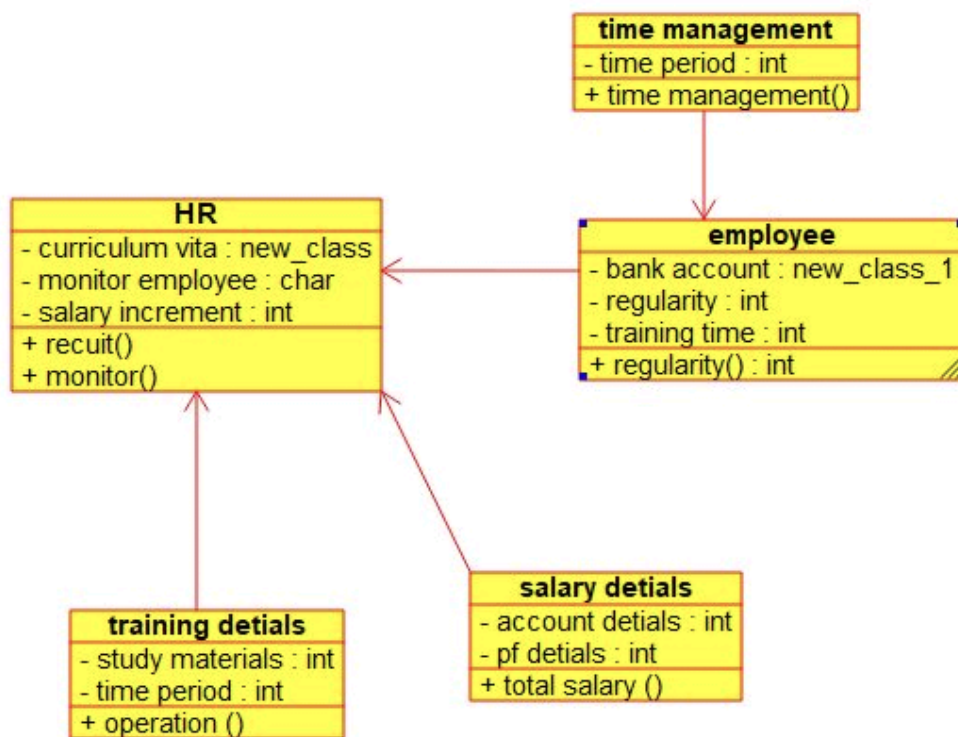 time management
- time period : int
+ time management()
HR
- curriculum vita : new_class
- monitor employee : char
- salary increment : int
+ recuit()
+ monitor()
employee
- bank account : new_class_1
- regularity : int
- training time : int
+ regularity() : int
salary detials
- account detials : int
- pf detials : int
+ total salary ()
training detials
- study materials : int
- time period : int
+ operation ()